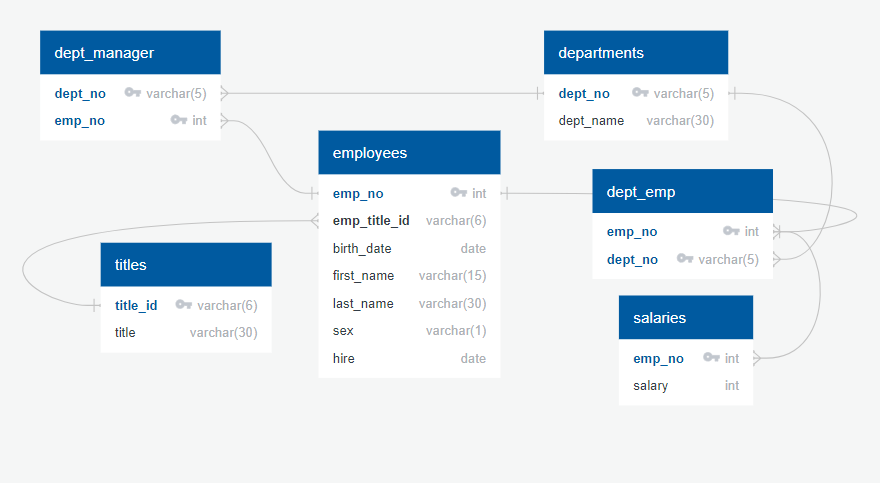 dept_manager
dept_no varchar(5)
emp_no int
departments
dept_no varchar(5)
dept_name varchar(30)
employees
emp_no int
emp_title_id varchar(6)
birth_date date
first_name varchar(15)
last_name varchar(30)
sex varchar(1)
hire date
dept_emp
emp_no int
dept_no varchar(5)
titles
title_id varchar(6)
title varchar(30)
salaries
emp_no int
salary int